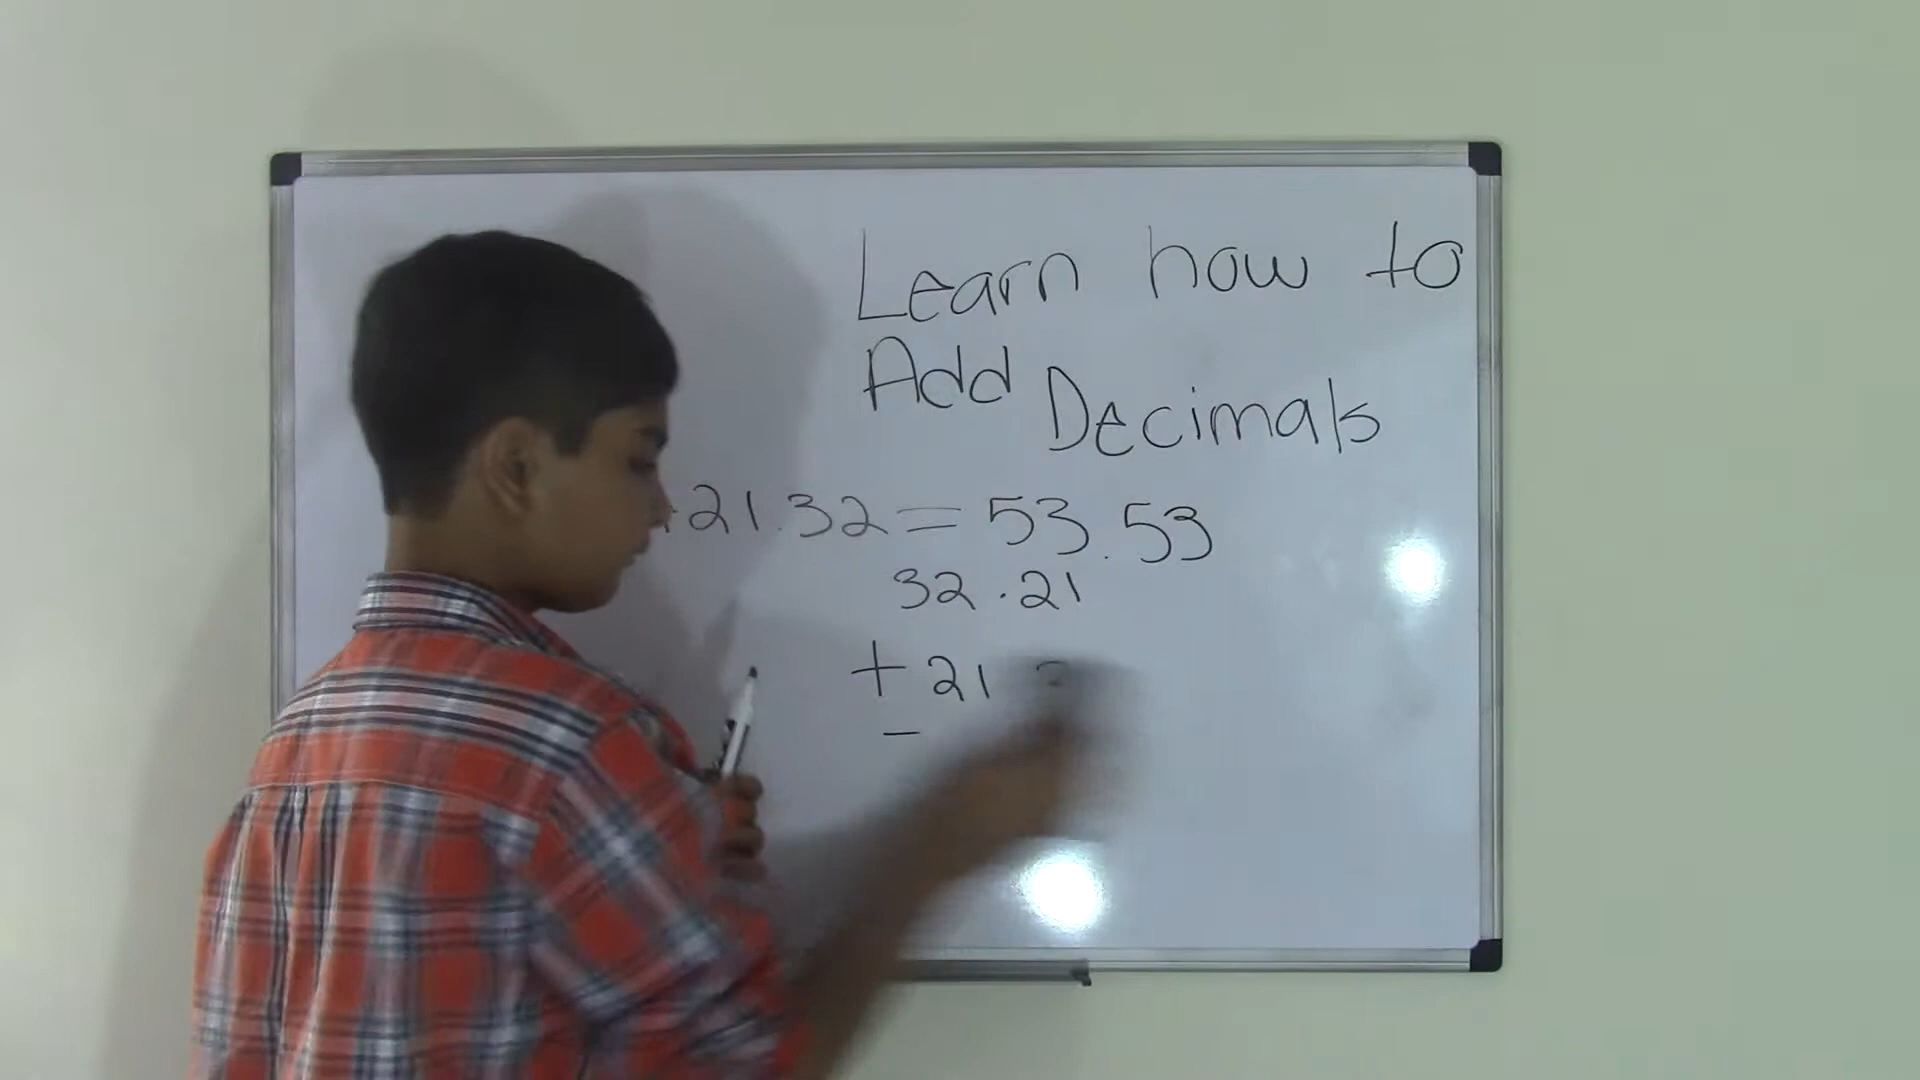 Learn how to
Add Decimals
+21.32=53.53
32.21
+21